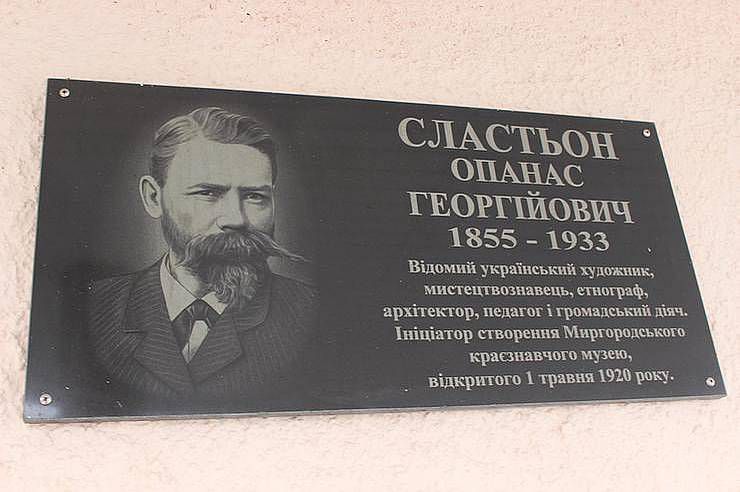 СЛАСТЬОН
ОПАНАС
ГЕОРГІЙОВИЧ
1855 - 1933
Відомий український художник,
мистецтвознавець, етнограф,
архітектор, педагог і громадський діяч.
Ініціатор створення Миргородського
краєзнавчого музею,
відкритого 1 травня 1920 року.